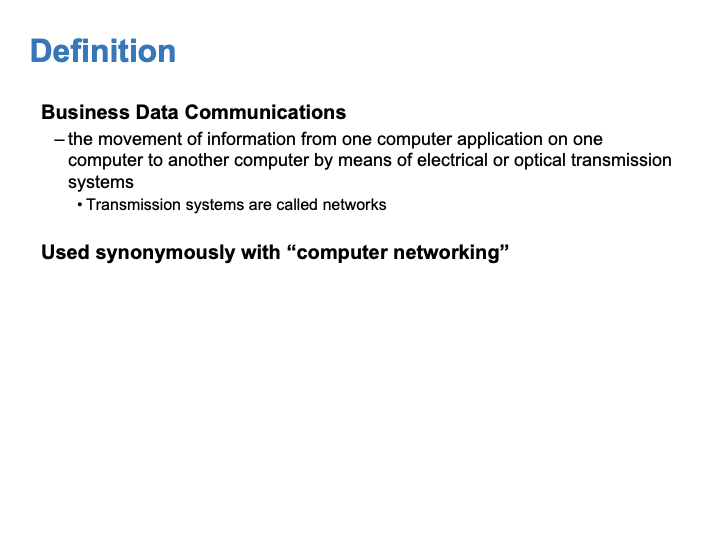 Definition
Business Data Communications
– the movement of information from one computer application on one
computer to another computer by means of electrical or optical transmission
systems
• Transmission systems are called networks
Used synonymously with “computer networking”